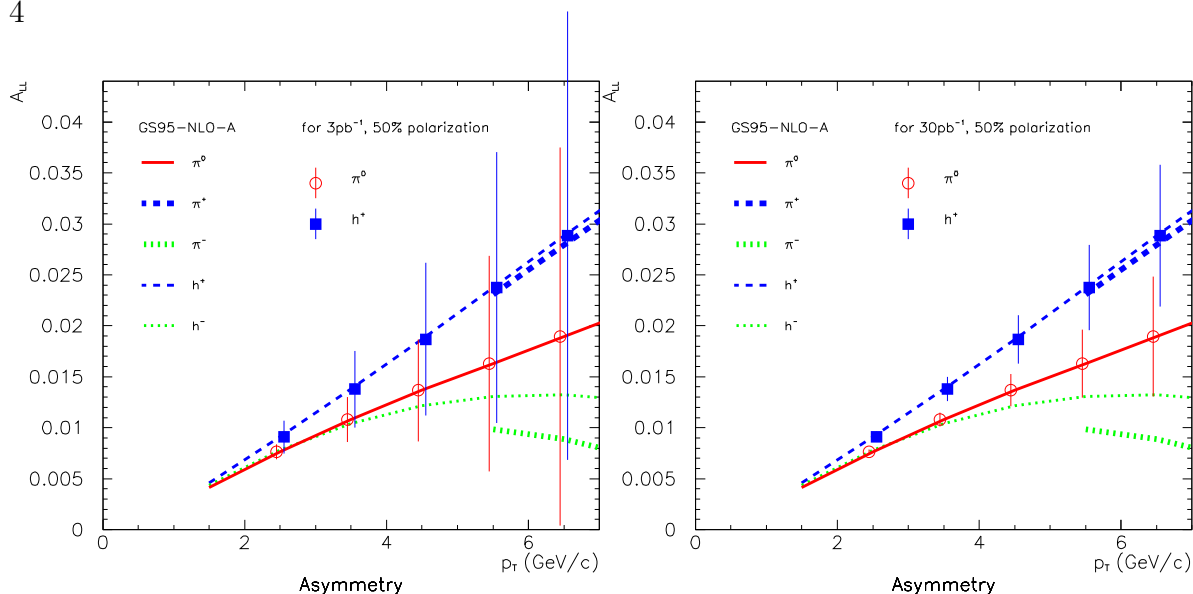 4
A_LL
0.04
0.035
0.03
0.025
0.02
0.015
0.01
0.005
0
0 2 4 6
GS95-NLO-A for 3pb⁻¹, 50% polarization
π⁰
π⁺
π⁻
h⁺
h⁻
π⁰
h⁺
p_T (GeV/c)
Asymmetry
A_LL
0.04
0.035
0.03
0.025
0.02
0.015
0.01
0.005
0
0 2 4 6
GS95-NLO-A for 30pb⁻¹, 50% polarization
π⁰
π⁺
π⁻
h⁺
h⁻
π⁰
h⁺
p_T (GeV/c)
Asymmetry